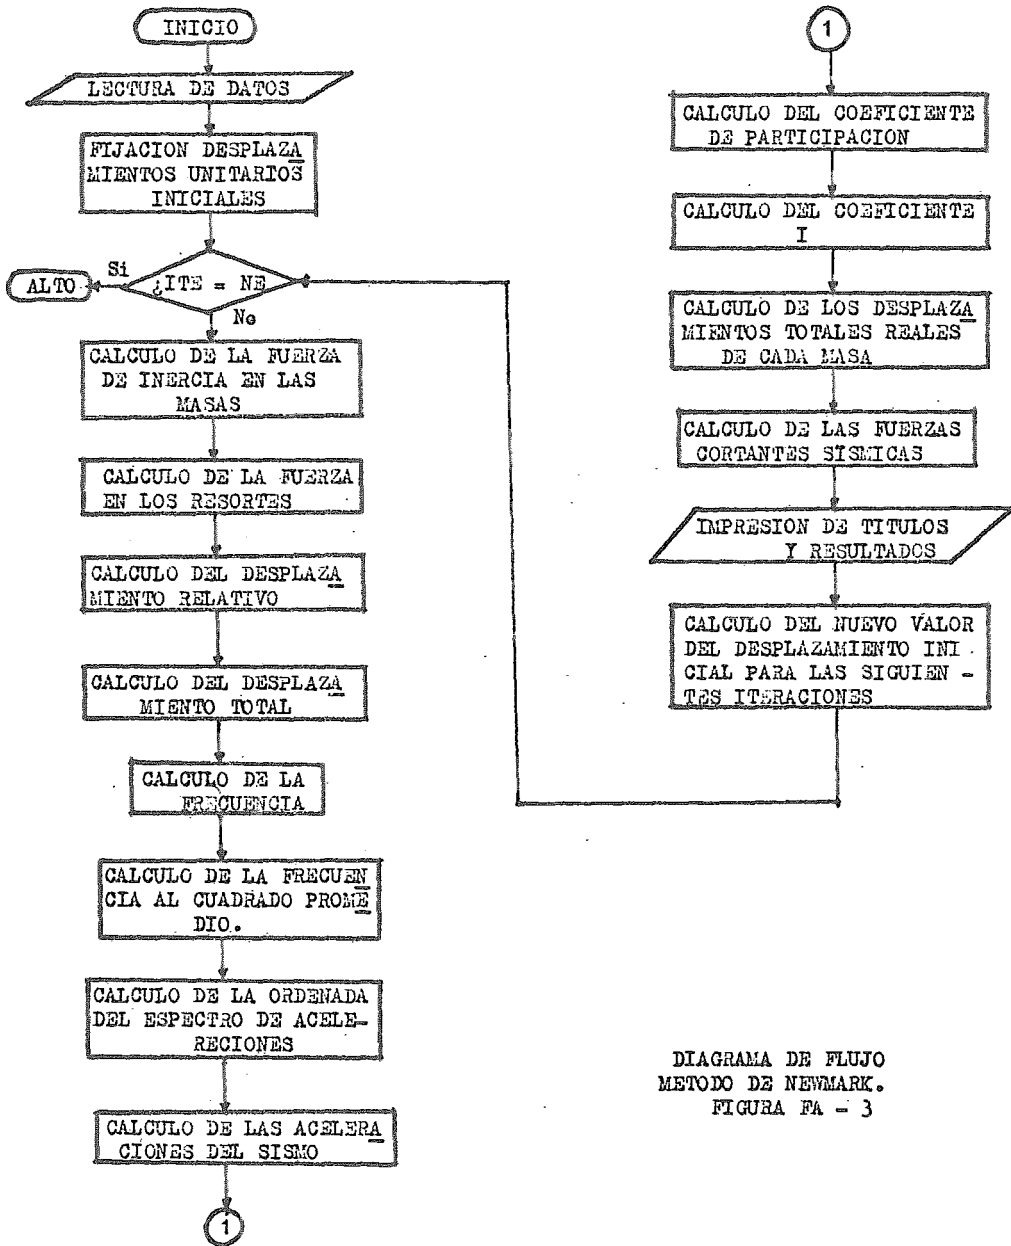 INICIO
LECTURA DE DATOS
FIJACION DESPLAZA
MIENTOS UNITARIOS
INICIALES
¿ITE = NE
Si
ALTO
No
CALCULO DE LA FUERZA
DE INERCIA EN LAS
MASAS
CALCULO DE LA FUERZA
EN LOS RESORTES
CALCULO DEL DESPLAZA
MIENTO RELATIVO
CALCULO DEL DESPLAZA
MIENTO TOTAL
CALCULO DE LA
FRECUENCIA
CALCULO DE LA FRECUEN
CIA AL CUADRADO PROME
DIO.
CALCULO DE LA ORDENADA
DEL ESPECTRO DE ACELE-
RECIONES
CALCULO DE LAS ACELERA
CIONES DEL SISMO
1
1
CALCULO DEL COEFICIENTE
DE PARTICIPACION
CALCULO DEL COEFICIENTE
I
CALCULO DE LOS DESPLAZA
MIENTOS TOTALES REALES
DE CADA MASA
CALCULO DE LAS FUERZAS
CORTANTES SISMICAS
IMPRESION DE TITULOS
Y RESULTADOS
CALCULO DEL NUEVO VALOR
DEL DESPLAZAMIENTO INI
CIAL PARA LAS SIGUIEN -
TES ITERACIONES
DIAGRAMA DE FLUJO
METODO DE NEWMARK.
FIGURA FA - 3